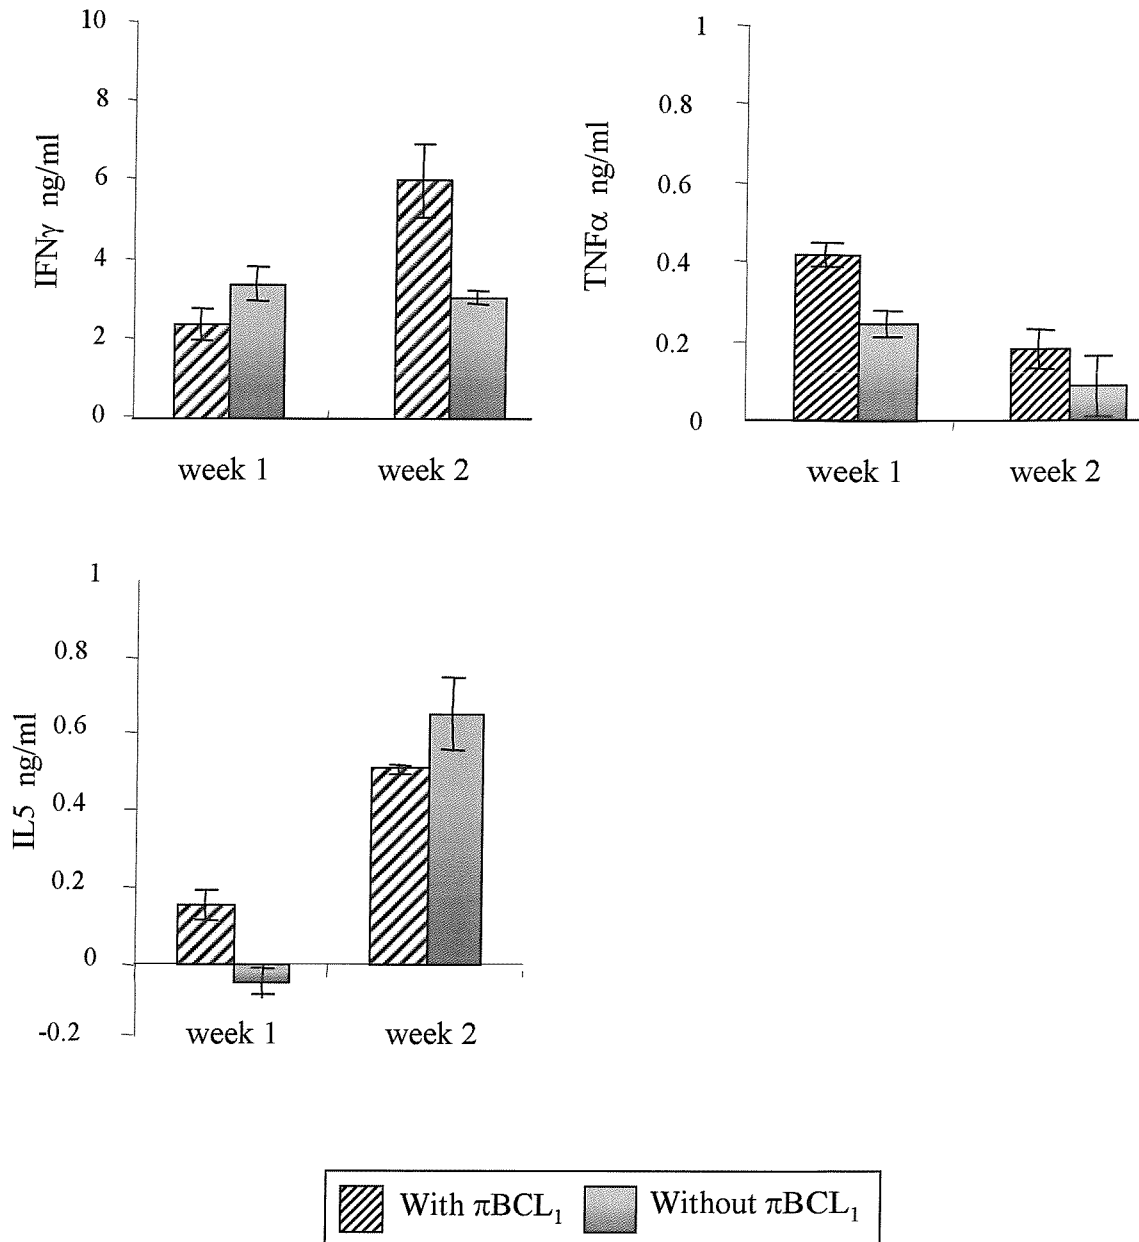 IFNγ ng/ml
10
8
6
4
2
0
week 1 week 2
TNFα ng/ml
1
0.8
0.6
0.4
0.2
0
week 1 week 2
IL5 ng/ml
1
0.8
0.6
0.4
0.2
0
-0.2
week 1 week 2
With πBCL₁ Without πBCL₁